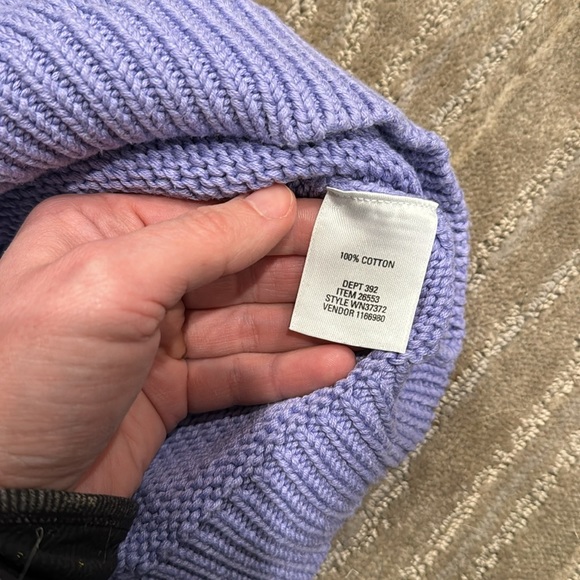 100% COTTON
DEPT 392
ITEM 26553
STYLE WN37372
VENDOR 1166980